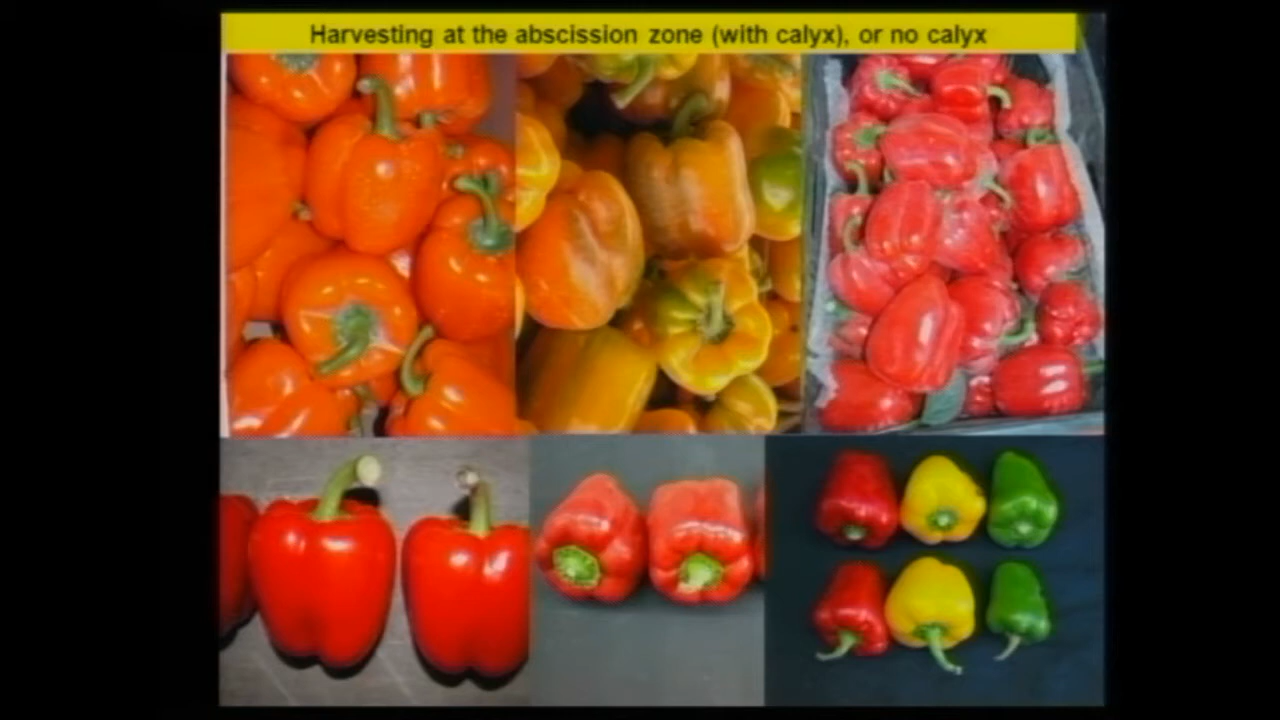 Harvesting at the abscission zone (with calyx), or no calyx